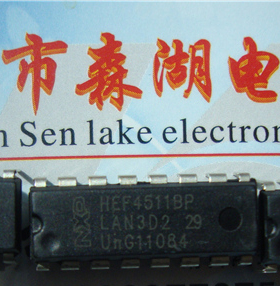 市森湖电
n Sen lake electron
HEF4511BP
LAN3D2 29
UnG11084